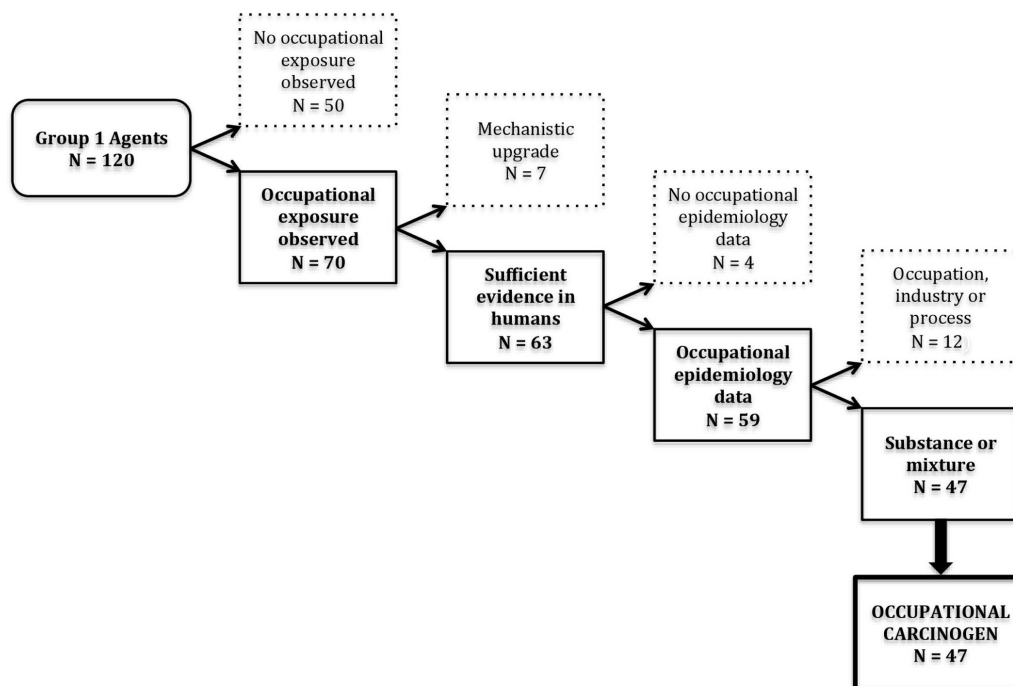 No occupational
exposure
observed
N = 50
Group 1 Agents
N = 120
Mechanistic
upgrade
N = 7
Occupational
exposure
observed
N = 70
No occupational
epidemiology
data
N = 4
Sufficient
evidence in
humans
N = 63
Occupation,
industry or
process
N = 12
Occupational
epidemiology
data
N = 59
Substance or
mixture
N = 47
OCCUPATIONAL
CARCINOGEN
N = 47